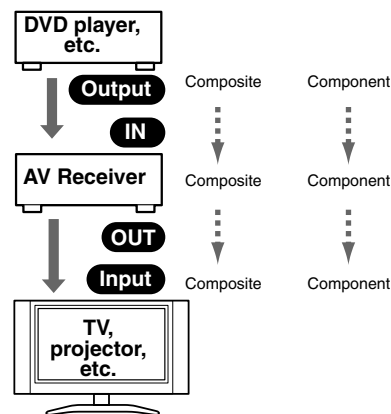 DVD player,
etc.
Output Composite Component
IN
AV Receiver Composite Component
OUT
Input Composite Component
TV,
projector,
etc.